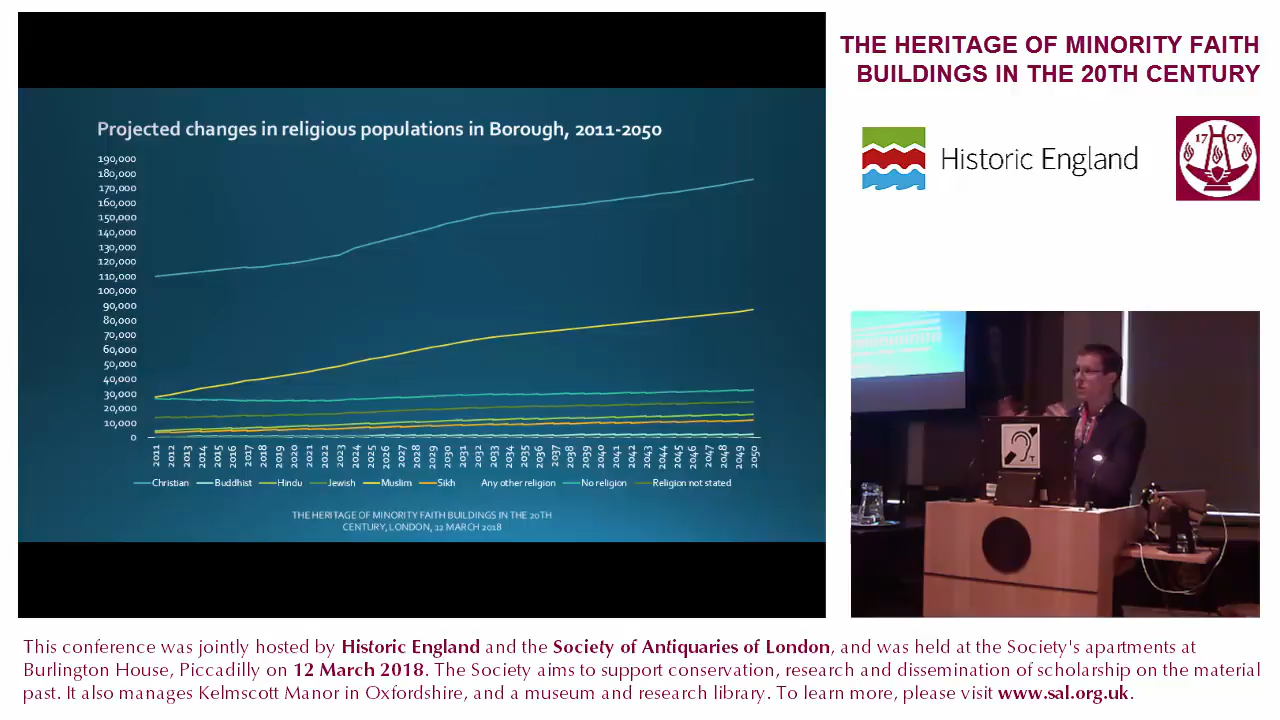 THE HERITAGE OF MINORITY FAITH
BUILDINGS IN THE 20TH CENTURY
Historic England
17 07
Projected changes in religious populations in Borough, 2011-2050
190,000
180,000
170,000
160,000
150,000
140,000
130,000
120,000
110,000
100,000
90,000
80,000
70,000
60,000
50,000
40,000
30,000
20,000
10,000
0
2011 2012 2013 2014 2015 2016 2017 2018 2019 2020 2021 2022 2023 2024 2025 2026 2027 2028 2029 2030 2031 2032 2033 2034 2035 2036 2037 2038 2039 2040 2041 2042 2043 2044 2045 2046 2047 2048 2049 2050
Christian Buddhist Hindu Jewish Muslim Sikh Any other religion No religion Religion not stated
THE HERITAGE OF MINORITY FAITH BUILDINGS IN THE 20TH
CENTURY, LONDON, 12 MARCH 2018
T
This conference was jointly hosted by Historic England and the Society of Antiquaries of London, and was held at the Society's apartments at
Burlington House, Piccadilly on 12 March 2018. The Society aims to support conservation, research and dissemination of scholarship on the material
past. It also manages Kelmscott Manor in Oxfordshire, and a museum and research library. To learn more, please visit www.sal.org.uk.